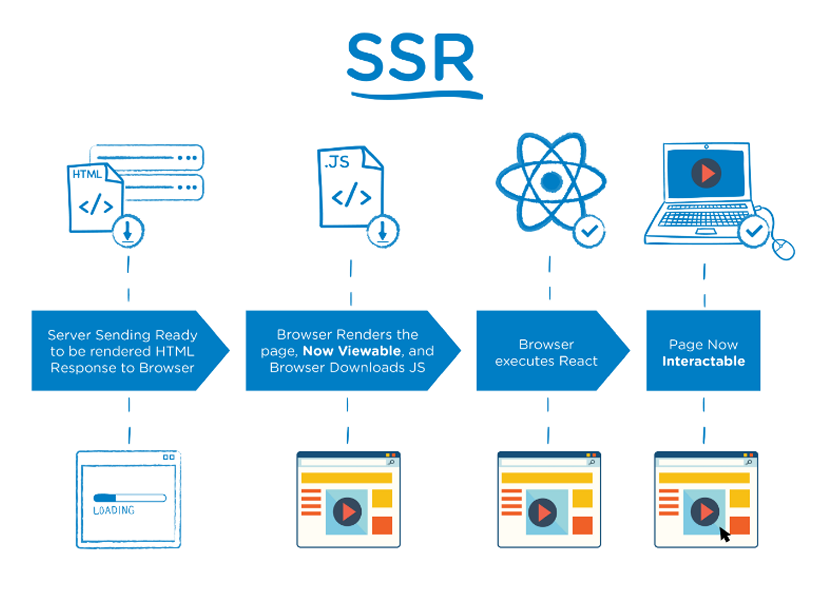 SSR
HTML
</>
.JS
</>
Server Sending Ready
to be rendered HTML
Response to Browser
Browser Renders the
page, Now Viewable, and
Browser Downloads JS
Browser
executes React
Page Now
Interactable
LOADING